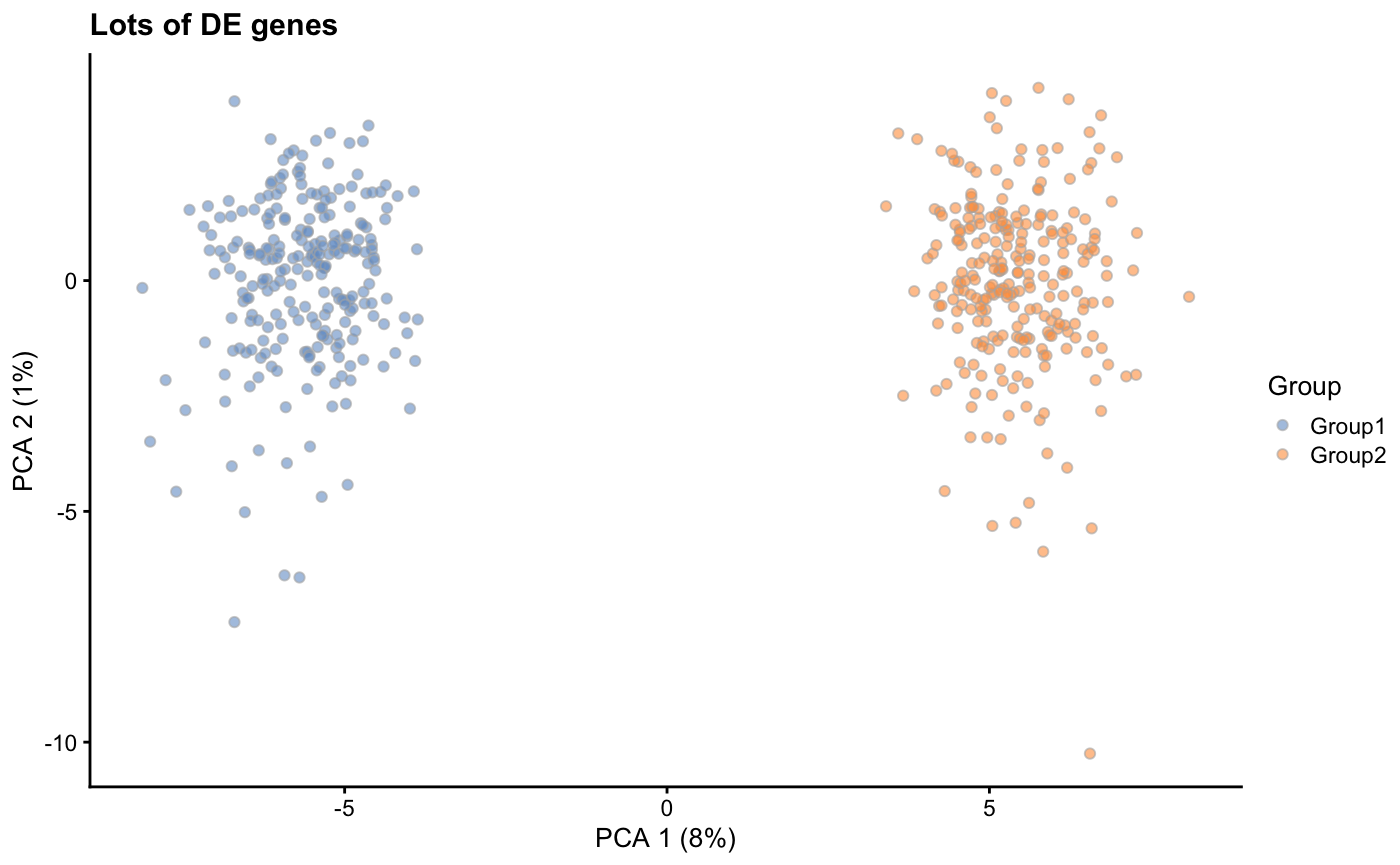 Lots of DE genes
0
-5
-10
PCA 2 (1%)
-5
0
5
PCA 1 (8%)
Group
Group1
Group2